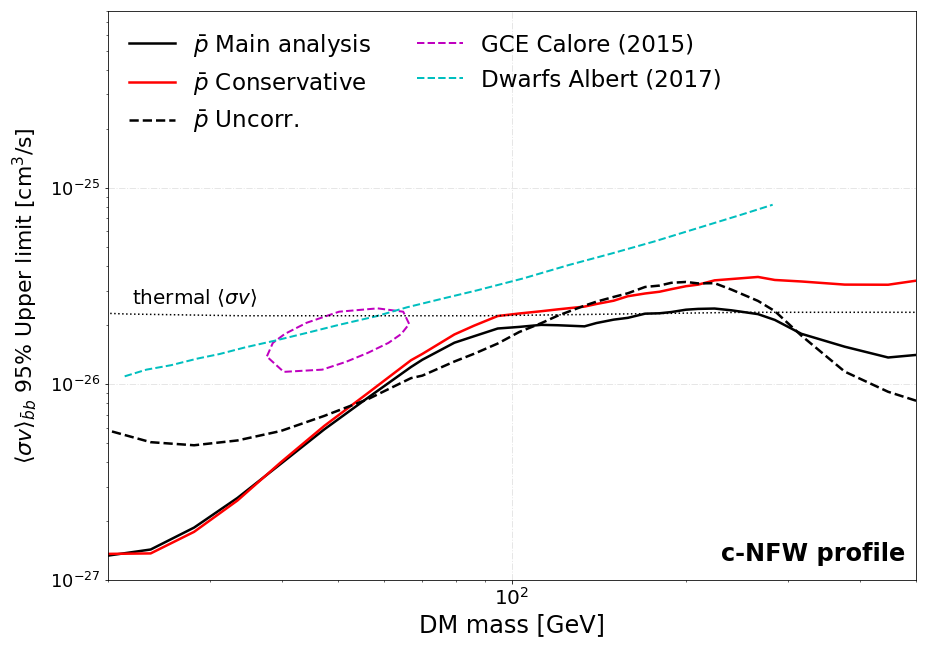 p̄ Main analysis
p̄ Conservative
p̄ Uncorr.
GCE Calore (2015)
Dwarfs Albert (2017)
⟨σv⟩b̄b 95% Upper limit [cm³/s]
10⁻²⁵
10⁻²⁶
10⁻²⁷
thermal ⟨σv⟩
c-NFW profile
10²
DM mass [GeV]